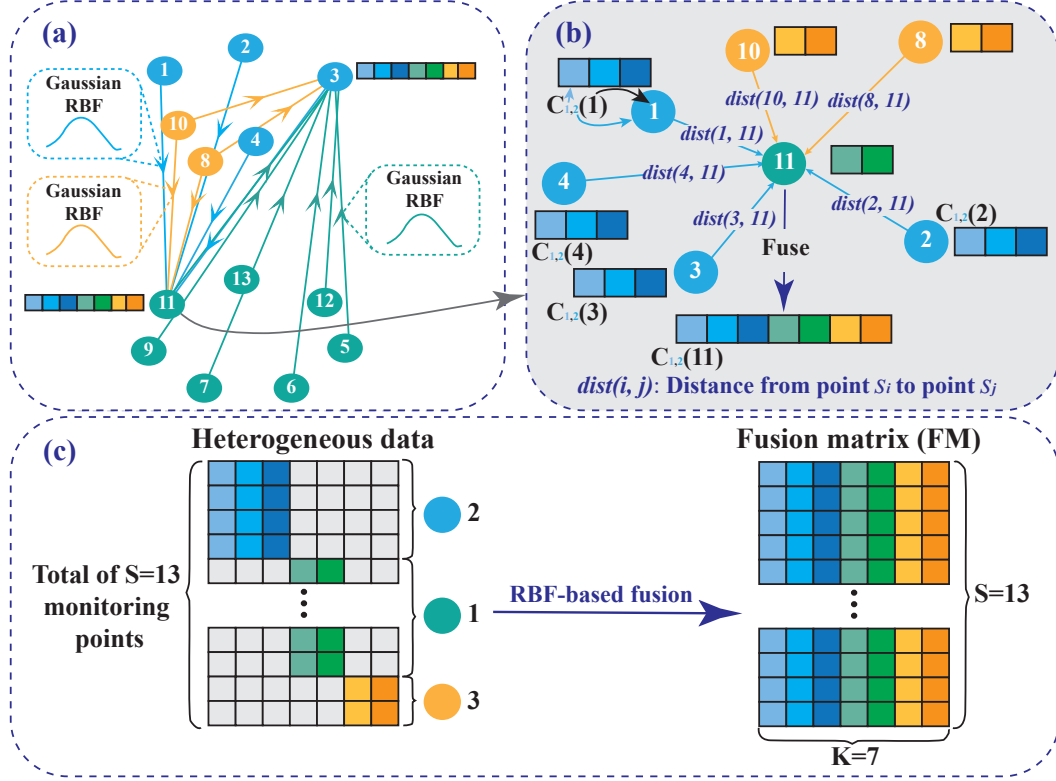 (a)
1
2
3
Gaussian
RBF
10
4
8
Gaussian
RBF
Gaussian
RBF
11
13
12
9
5
7
6
(b)
10
8
C1,2(1)
1
dist(10, 11)
dist(8, 11)
dist(1, 11)
11
4
dist(4, 11)
dist(3, 11)
dist(2, 11)
C1,2(2)
2
C1,2(4)
Fuse
3
C1,2(3)
C1,2(11)
dist(i, j): Distance from point Si to point Sj
(c)
Heterogeneous data
Fusion matrix (FM)
2
Total of S=13
monitoring
points
1
RBF-based fusion
S=13
3
K=7